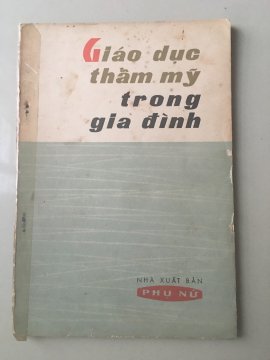 Giáo dục
thẩm mỹ
trong
gia đình
NHÀ XUẤT BẢN
PHỤ NỮ